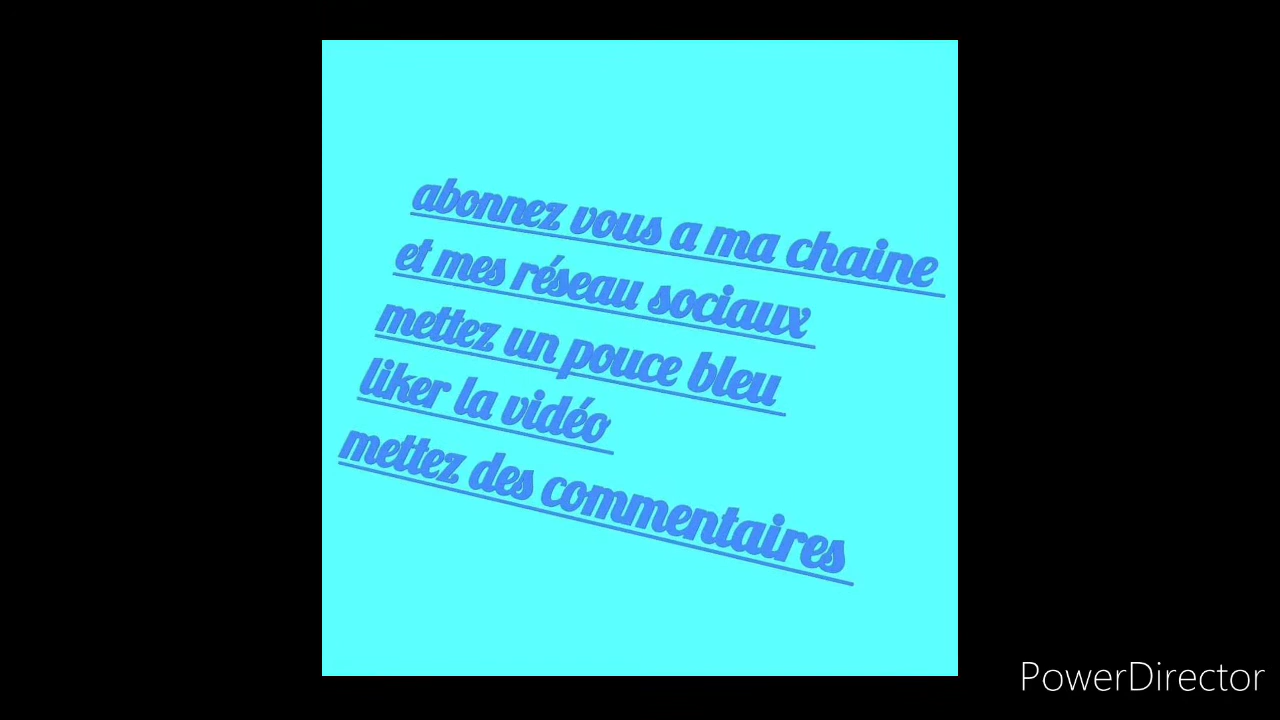 abonnez vous a ma chaine
et mes réseau sociaux
mettez un pouce bleu
liker la vidéo
mettez des commentaires
PowerDirector